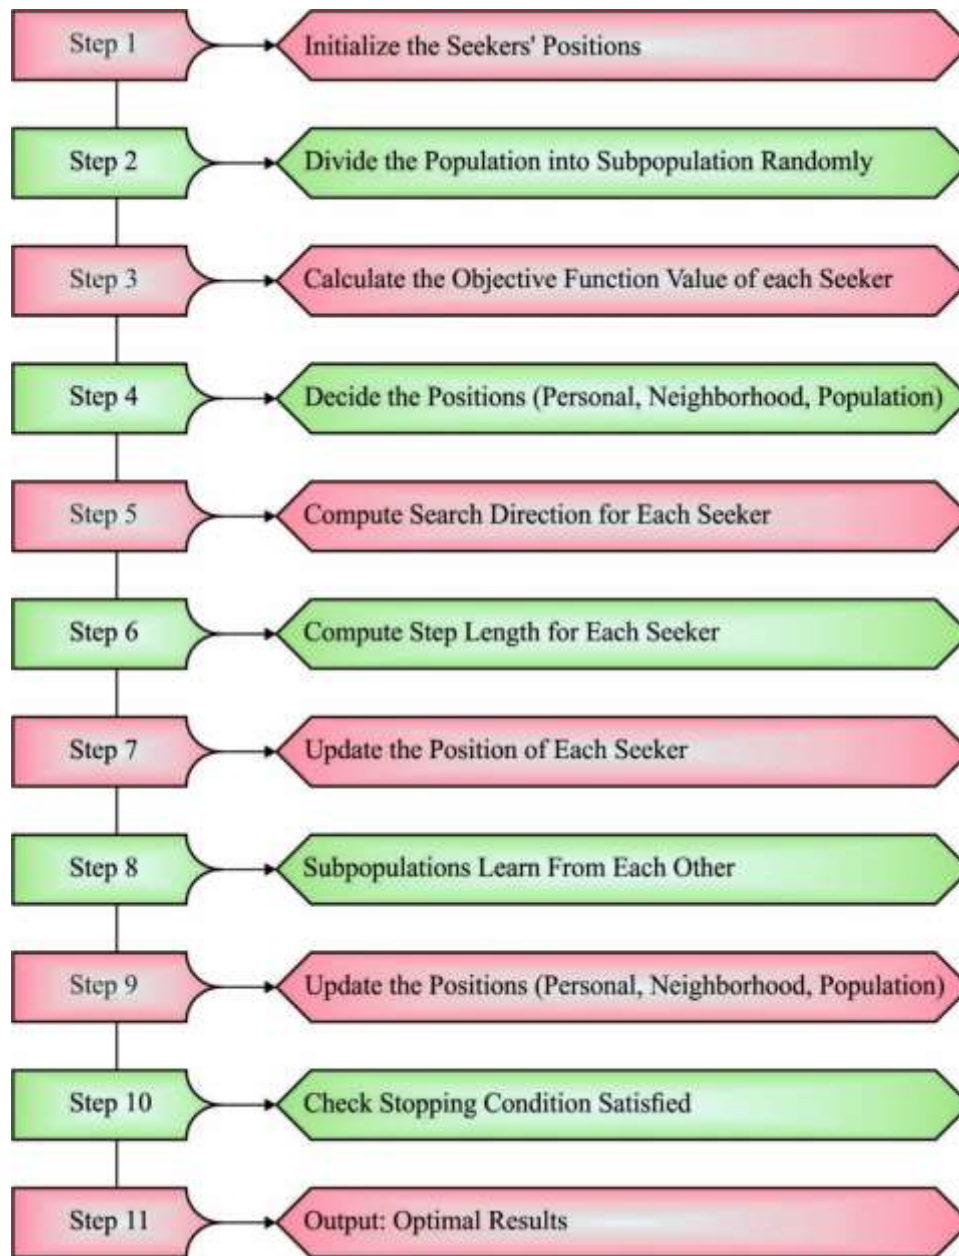 Step 1
Initialize the Seekers' Positions
Step 2
Divide the Population into Subpopulation Randomly
Step 3
Calculate the Objective Function Value of each Seeker
Step 4
Decide the Positions (Personal, Neighborhood, Population)
Step 5
Compute Search Direction for Each Seeker
Step 6
Compute Step Length for Each Seeker
Step 7
Update the Position of Each Seeker
Step 8
Subpopulations Learn From Each Other
Step 9
Update the Positions (Personal, Neighborhood, Population)
Step 10
Check Stopping Condition Satisfied
Step 11
Output: Optimal Results